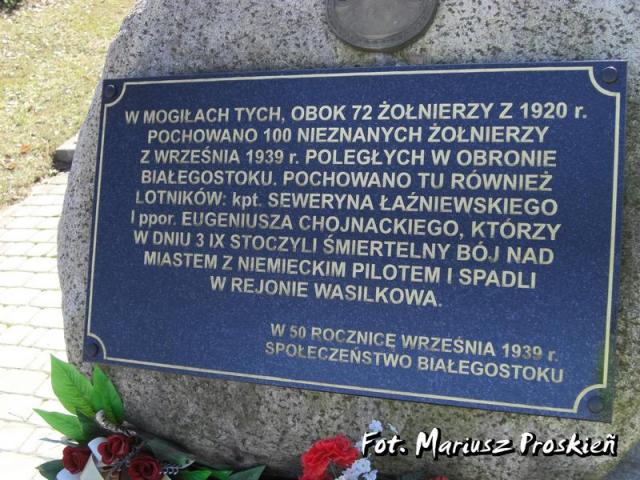 W MOGIŁACH TYCH, OBOK 72 ŻOŁNIERZY Z 1920 r.
POCHOWANO 100 NIEZNANYCH ŻOŁNIERZY
Z WRZEŚNIA 1939 r. POLEGŁYCH W OBRONIE
BIAŁEGOSTOKU. POCHOWANO TU RÓWNIEŻ
LOTNIKÓW: kpt. SEWERYNA ŁAŹNIEWSKIEGO
I ppor. EUGENIUSZA CHOJNACKIEGO, KTÓRZY
W DNIU 3 IX STOCZYLI ŚMIERTELNY BÓJ NAD
MIASTEM Z NIEMIECKIM PILOTEM I SPADLI
W REJONIE WASILKOWA.
W 50 ROCZNICĘ WRZEŚNIA 1939 r.
SPOŁECZEŃSTWO BIAŁEGOSTOKU
Fot. Mariusz Proskień